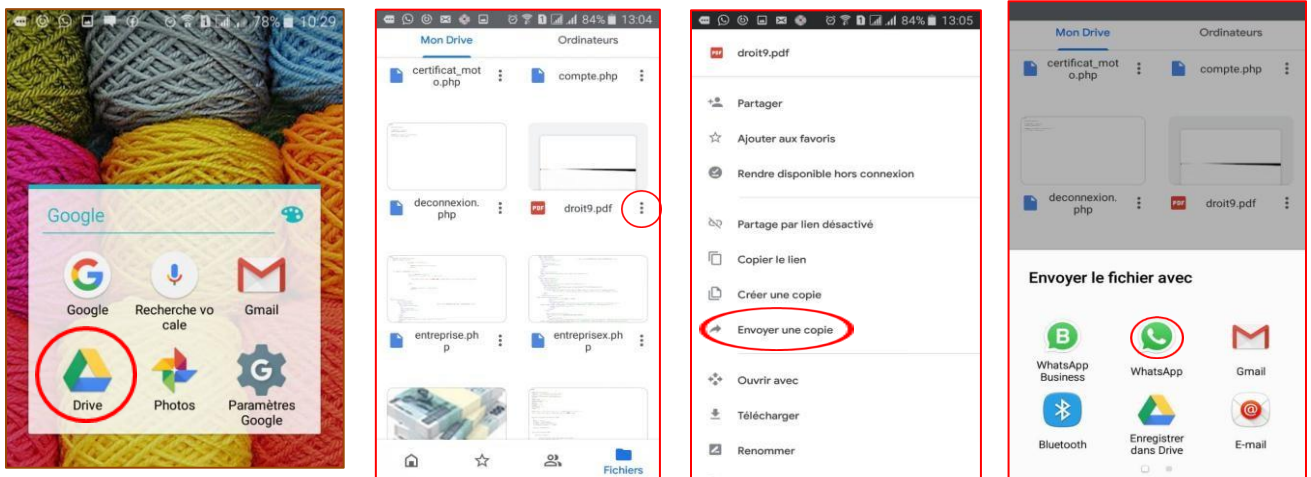 78% 10:29
Google
Google
Recherche vo
cale
Gmail
Drive
Photos
Paramètres
Google
84% 13:04
Mon Drive
Ordinateurs
certificat_mot
o.php
compte.php
deconnexion.
php
PDF
droit9.pdf
entreprise.ph
p
entreprisex.ph
p
Fichiers
84% 13:05
PDF
droit9.pdf
Partager
Ajouter aux favoris
Rendre disponible hors connexion
Partage par lien désactivé
Copier le lien
Créer une copie
Envoyer une copie
Ouvrir avec
Télécharger
Renommer
Mon Drive
Ordinateurs
certificat_mot
o.php
compte.php
deconnexion.
php
PDF
droit9.pdf
Envoyer le fichier avec
WhatsApp
Business
WhatsApp
Gmail
Bluetooth
Enregistrer
dans Drive
E-mail